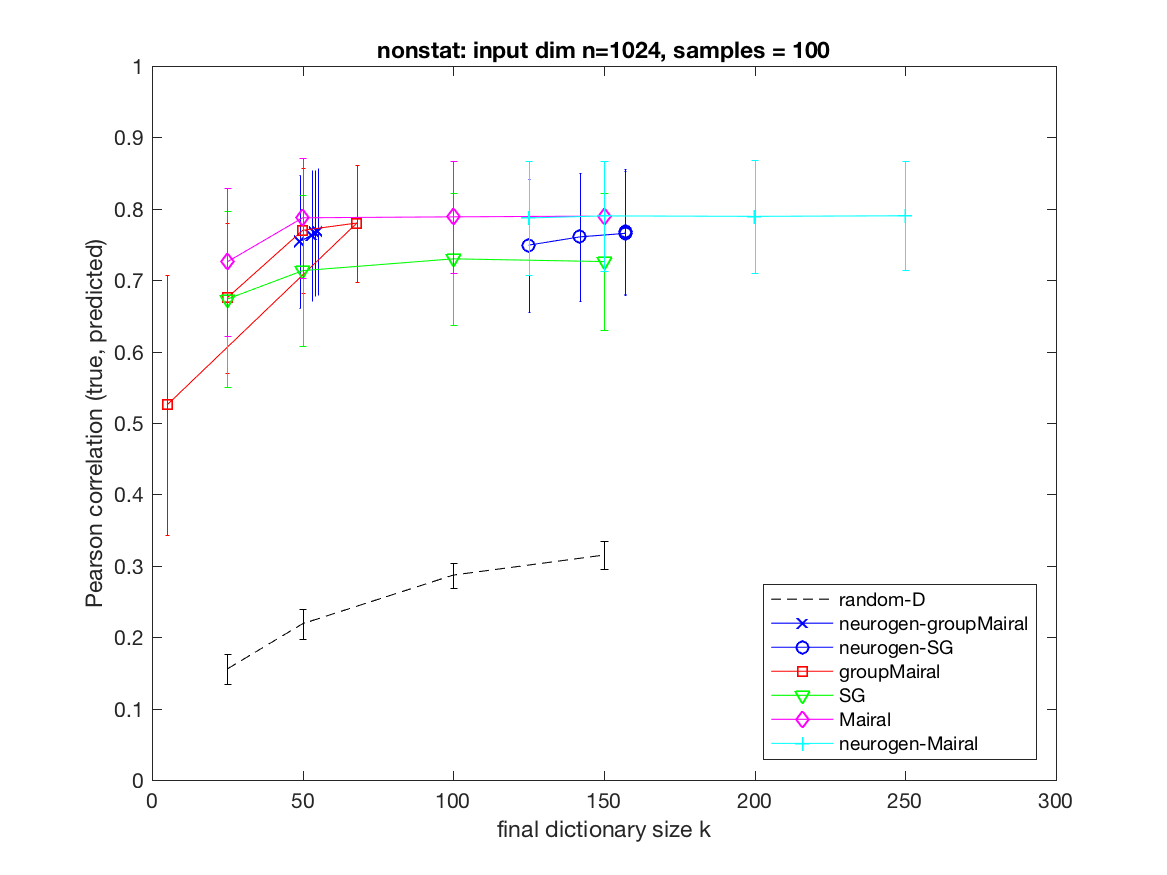 nonstat: input dim n=1024, samples = 100
Pearson correlation (true, predicted)
1
0.9
0.8
0.7
0.6
0.5
0.4
0.3
0.2
0.1
0
0 50 100 150 200 250 300
final dictionary size k
random-D
neurogen-groupMairal
neurogen-SG
groupMairal
SG
Mairal
neurogen-Mairal